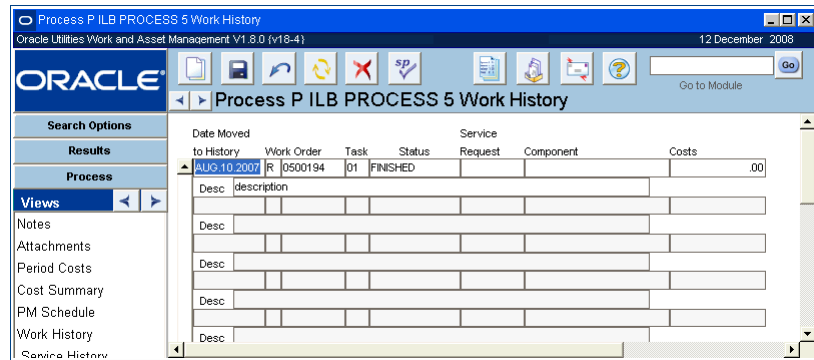 Process P ILB PROCESS 5 Work History
Oracle Utilities Work and Asset Management V1.8.0 {v18-4} 12 December 2008
ORACLE®
sp
?
Go
Go to Module
Process P ILB PROCESS 5 Work History
Search Options
Results
Process
Views
Notes
Attachments
Period Costs
Cost Summary
PM Schedule
Work History
Service History
Date Moved Service
to History Work Order Task Status Request Component Costs
AUG.10.2007 R 0500194 01 FINISHED .00
Desc description
Desc
Desc
Desc
Desc